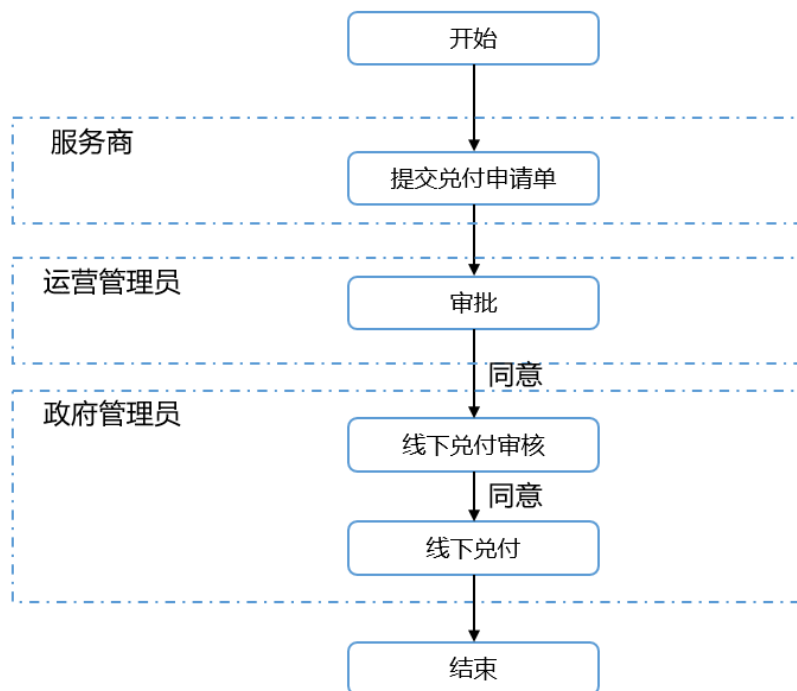 开始
服务商
提交兑付申请单
运营管理员
审批
同意
政府管理员
线下兑付审核
同意
线下兑付
结束